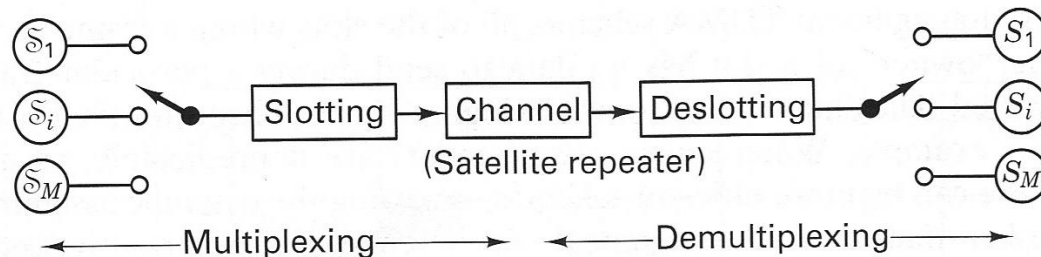 𝔖1 S1
𝔖i Slotting Channel Deslotting Si
(Satellite repeater)
𝔖M SM
Multiplexing Demultiplexing